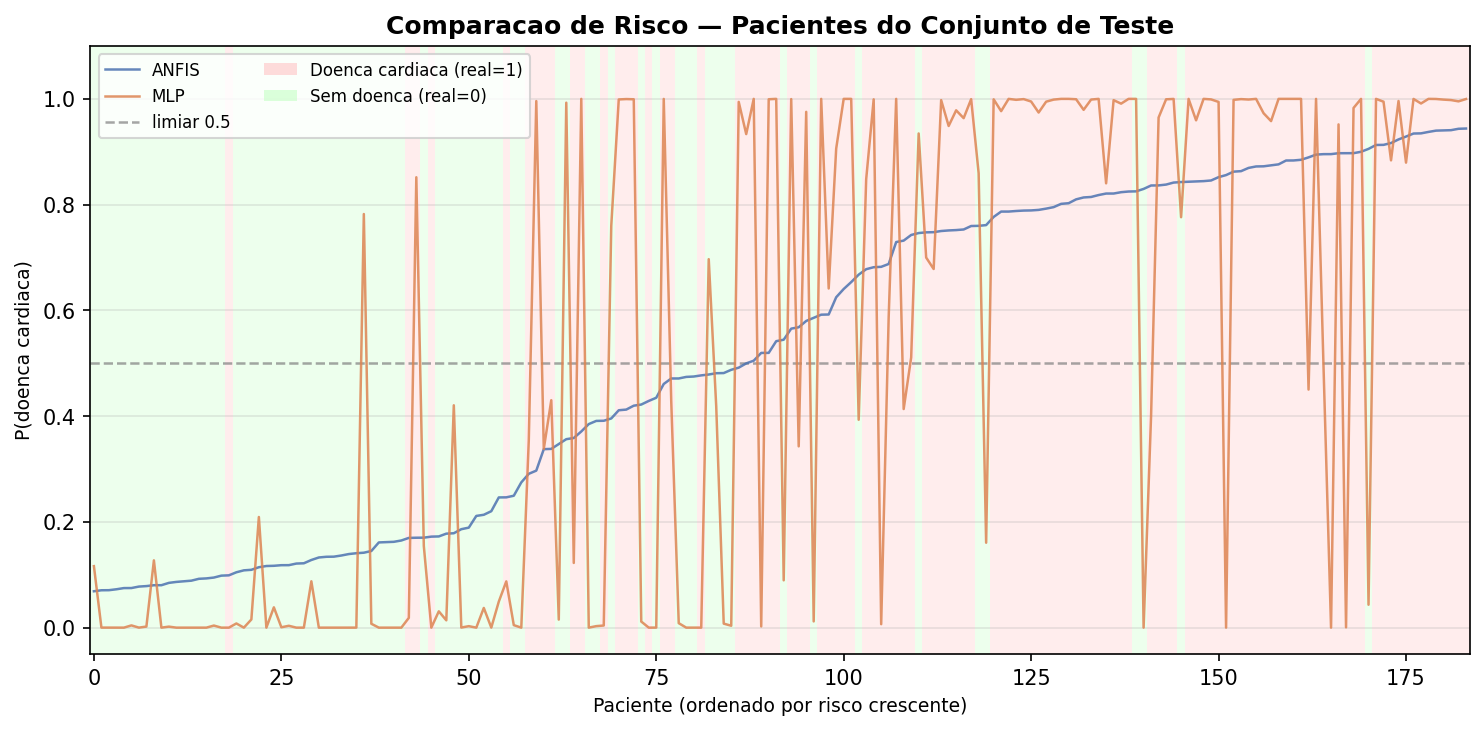 Comparacao de Risco — Pacientes do Conjunto de Teste
ANFIS
MLP
limiar 0.5
Doenca cardiaca (real=1)
Sem doenca (real=0)
P(doenca cardiaca)
1.0
0.8
0.6
0.4
0.2
0.0
0 25 50 75 100 125 150 175
Paciente (ordenado por risco crescente)